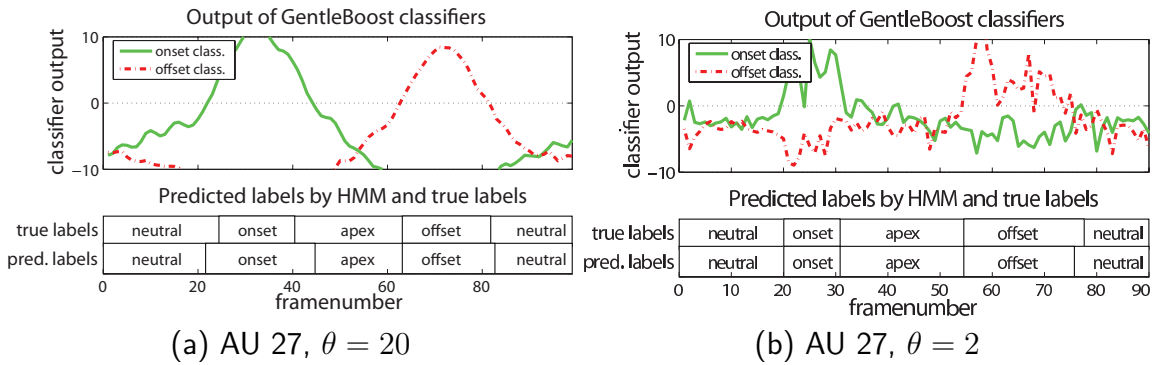 Output of GentleBoost classifiers
classifier output
10
0
−10
onset class.
offset class.
Predicted labels by HMM and true labels
true labels neutral onset apex offset neutral
pred. labels neutral onset apex offset neutral
0 20 40 60 80
framenumber
(a) AU 27, θ = 20
Output of GentleBoost classifiers
classifier output
10
0
−10
onset class.
offset class.
Predicted labels by HMM and true labels
true labels neutral onset apex offset neutral
pred. labels neutral onset apex offset neutral
0 10 20 30 40 50 60 70 80 90
framenumber
(b) AU 27, θ = 2